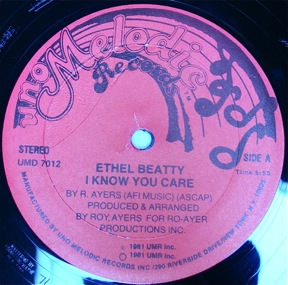 uno Melodic
Records
STEREO
UMD 7012
SIDE A
Time 5:55
ETHEL BEATTY
I KNOW YOU CARE
BY R. AYERS (AFI MUSIC) (ASCAP)
PRODUCED & ARRANGED
BY ROY AYERS FOR RO-AYER
PRODUCTIONS INC.
℗ 1981 UMR Inc.
© 1981 UMR Inc.
MANUFACTURED BY UNO MELODIC RECORDS INC./290 RIVERSIDE DRIVE/NEW YORK N.Y.